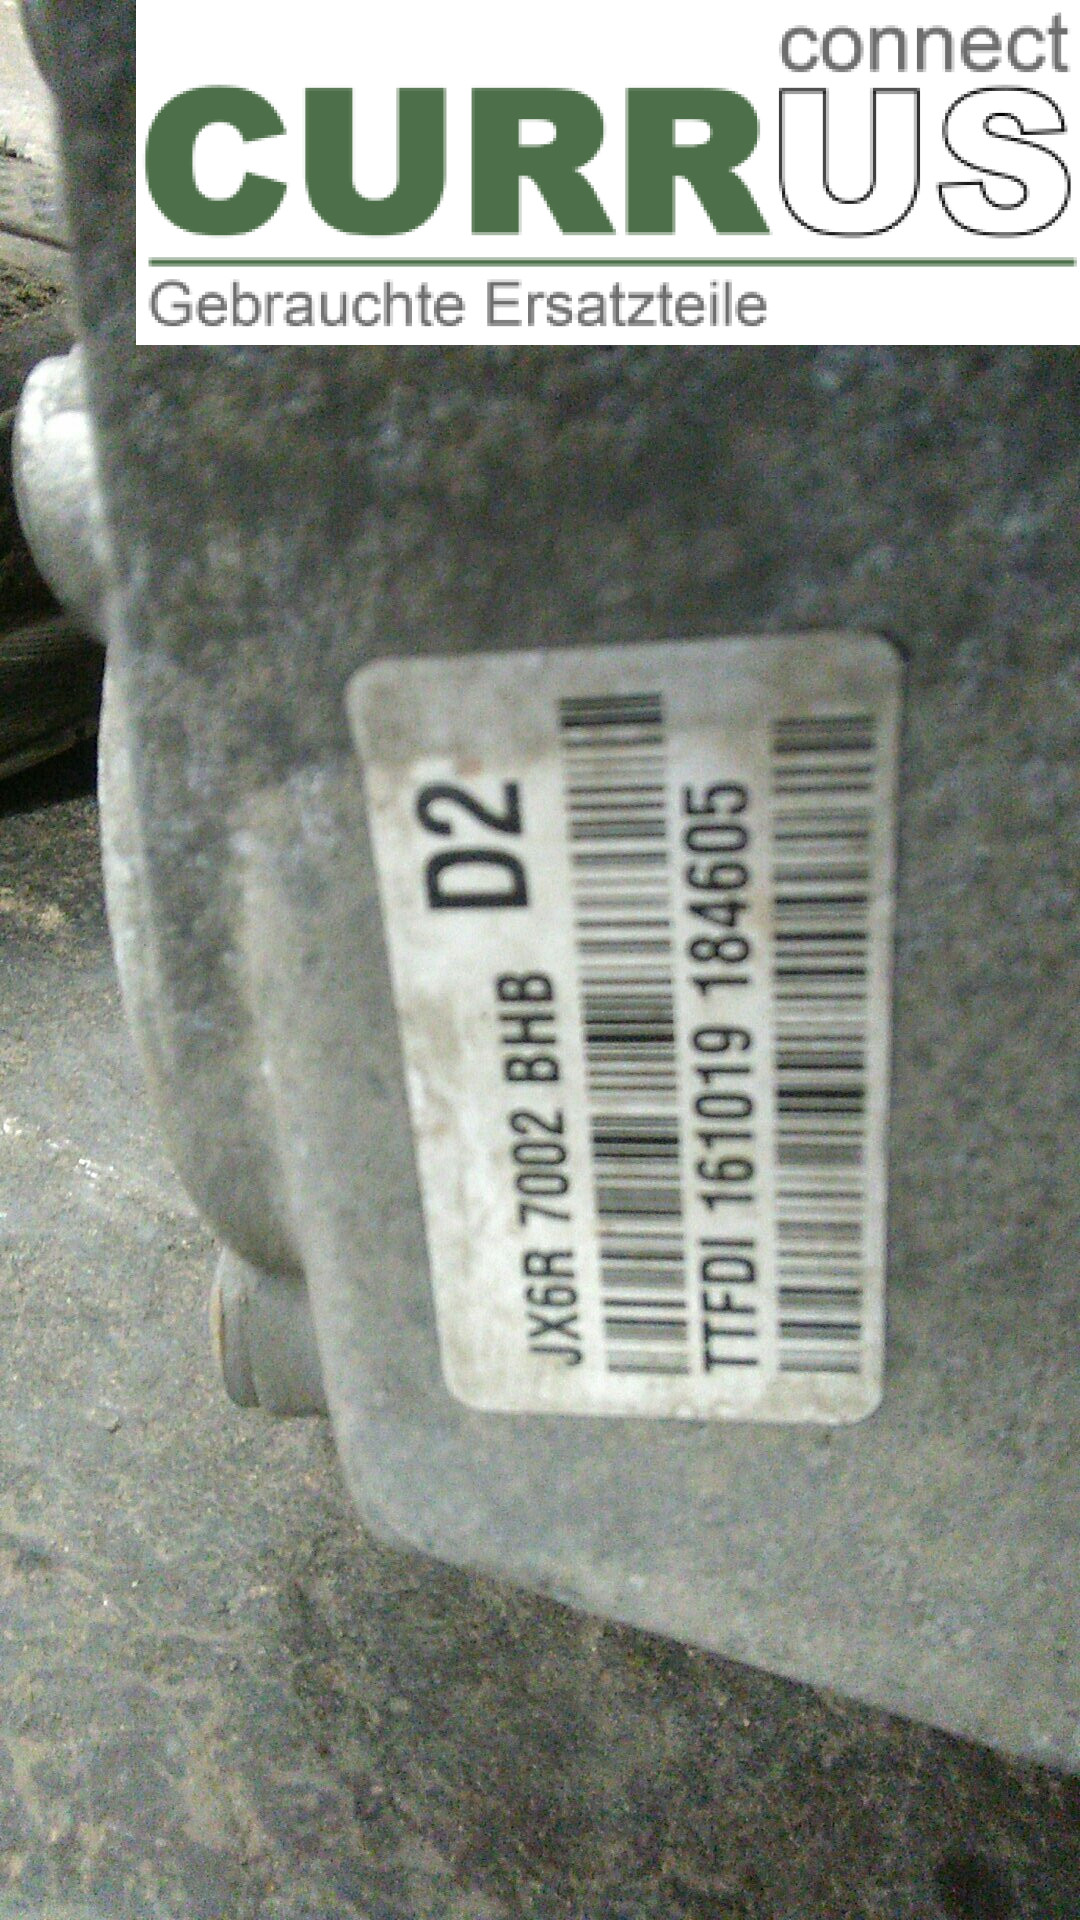 connect
CURRUS
Gebrauchte Ersatzteile
D2
JX6R 7002 BHB
TTFDI 161019 184605